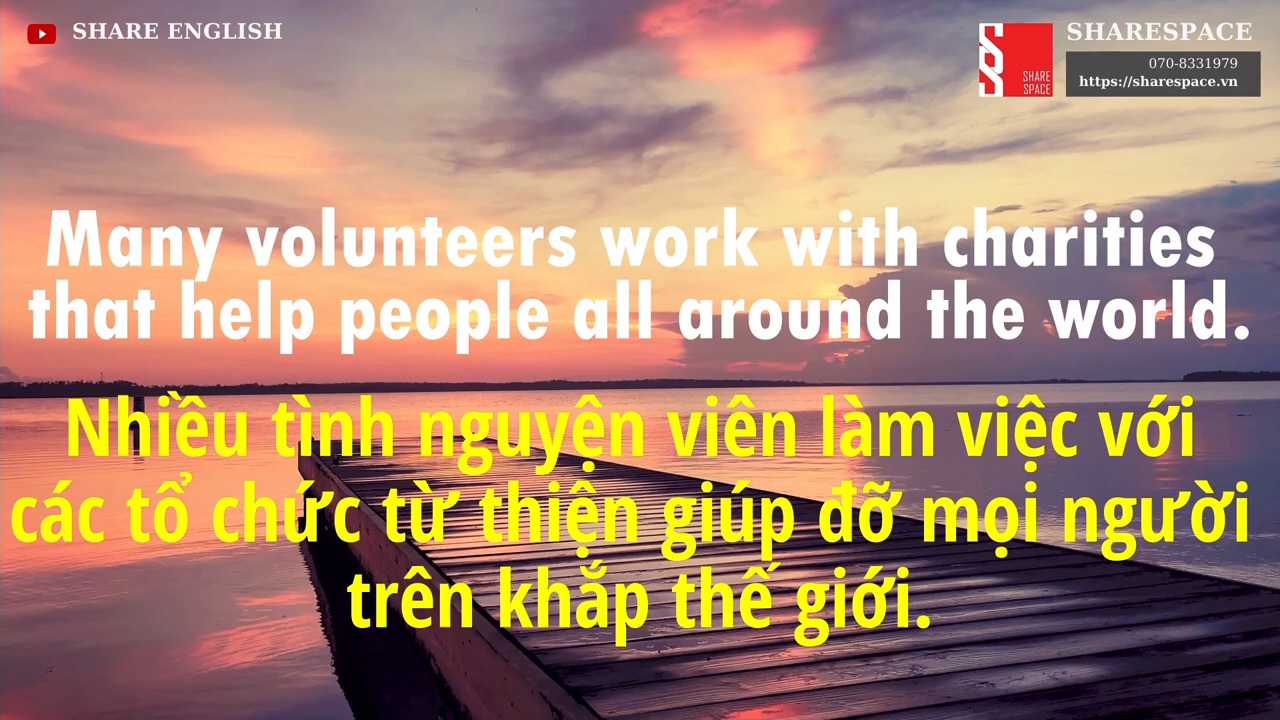 SHARE ENGLISH
SHARESPACE
070-8331979
https://sharespace.vn
SHARE
SPACE
Many volunteers work with charities
that help people all around the world.
Nhiều tình nguyện viên làm việc với
các tổ chức từ thiện giúp đỡ mọi người
trên khắp thế giới.